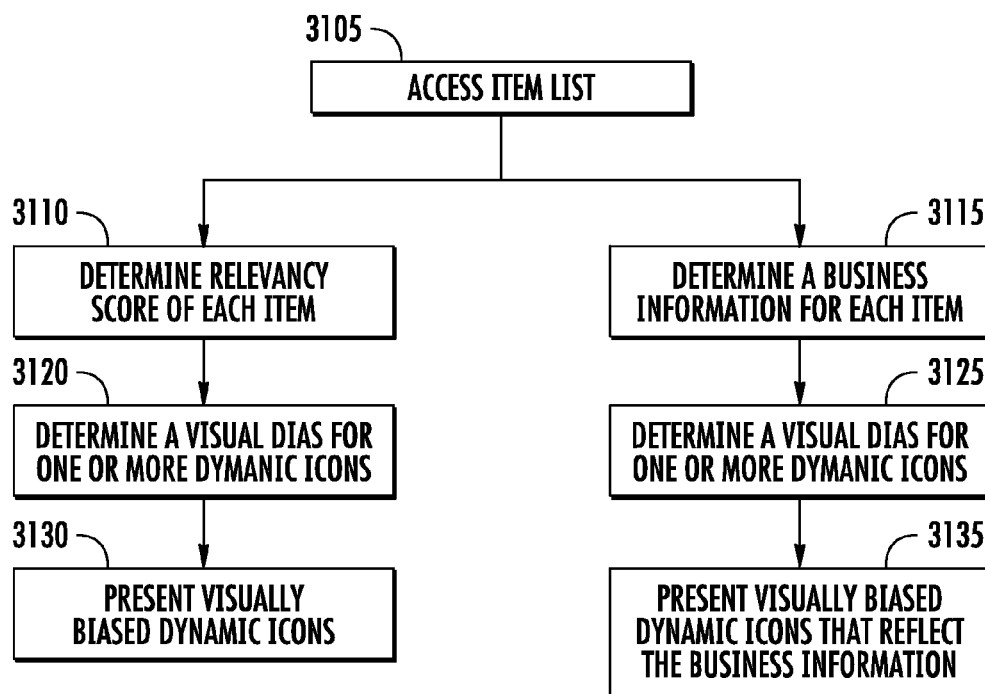 3105
ACCESS ITEM LIST
3110
DETERMINE RELEVANCY
SCORE OF EACH ITEM
3115
DETERMINE A BUSINESS
INFORMATION FOR EACH ITEM
3120
DETERMINE A VISUAL DIAS FOR
ONE OR MORE DYMANIC ICONS
3125
DETERMINE A VISUAL DIAS FOR
ONE OR MORE DYMANIC ICONS
3130
PRESENT VISUALLY
BIASED DYNAMIC ICONS
3135
PRESENT VISUALLY BIASED
DYNAMIC ICONS THAT REFLECT
THE BUSINESS INFORMATION